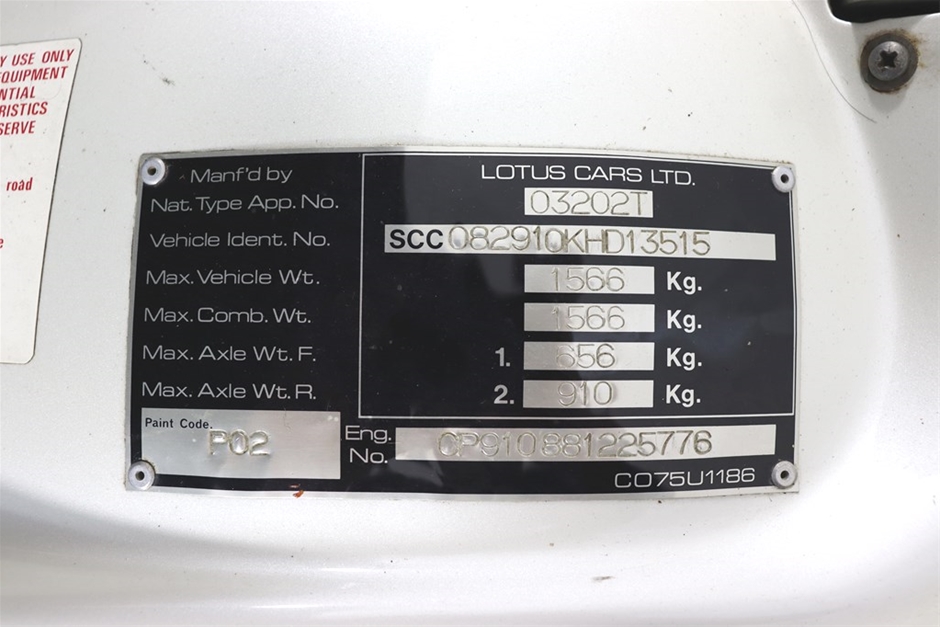 Y USE ONLY
EQUIPMENT
NTIAL
RISTICS
SERVE
road
e
Manf'd by LOTUS CARS LTD.
Nat. Type App. No. 03202T
Vehicle Ident. No. SCC082910KHD13515
Max. Vehicle Wt. 1566 Kg.
Max. Comb. Wt. 1566 Kg.
Max. Axle Wt. F. 1. 656 Kg.
Max. Axle Wt. R. 2. 910 Kg.
Paint Code. P02
Eng. No. CP910881225776
CO75U1186